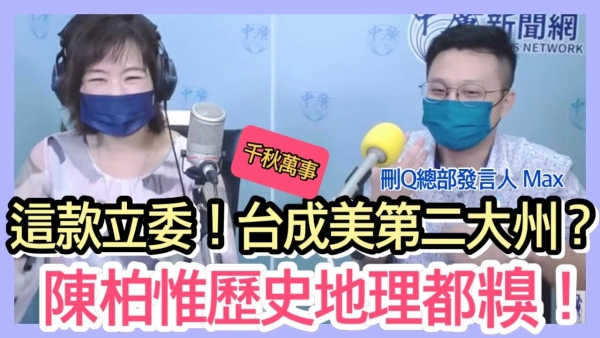 中廣新聞網
NETWORK
中廣
千秋萬事
刪Q總部發言人 Max
這款立委！台成美第二大州？
陳柏惟歷史地理都糗！